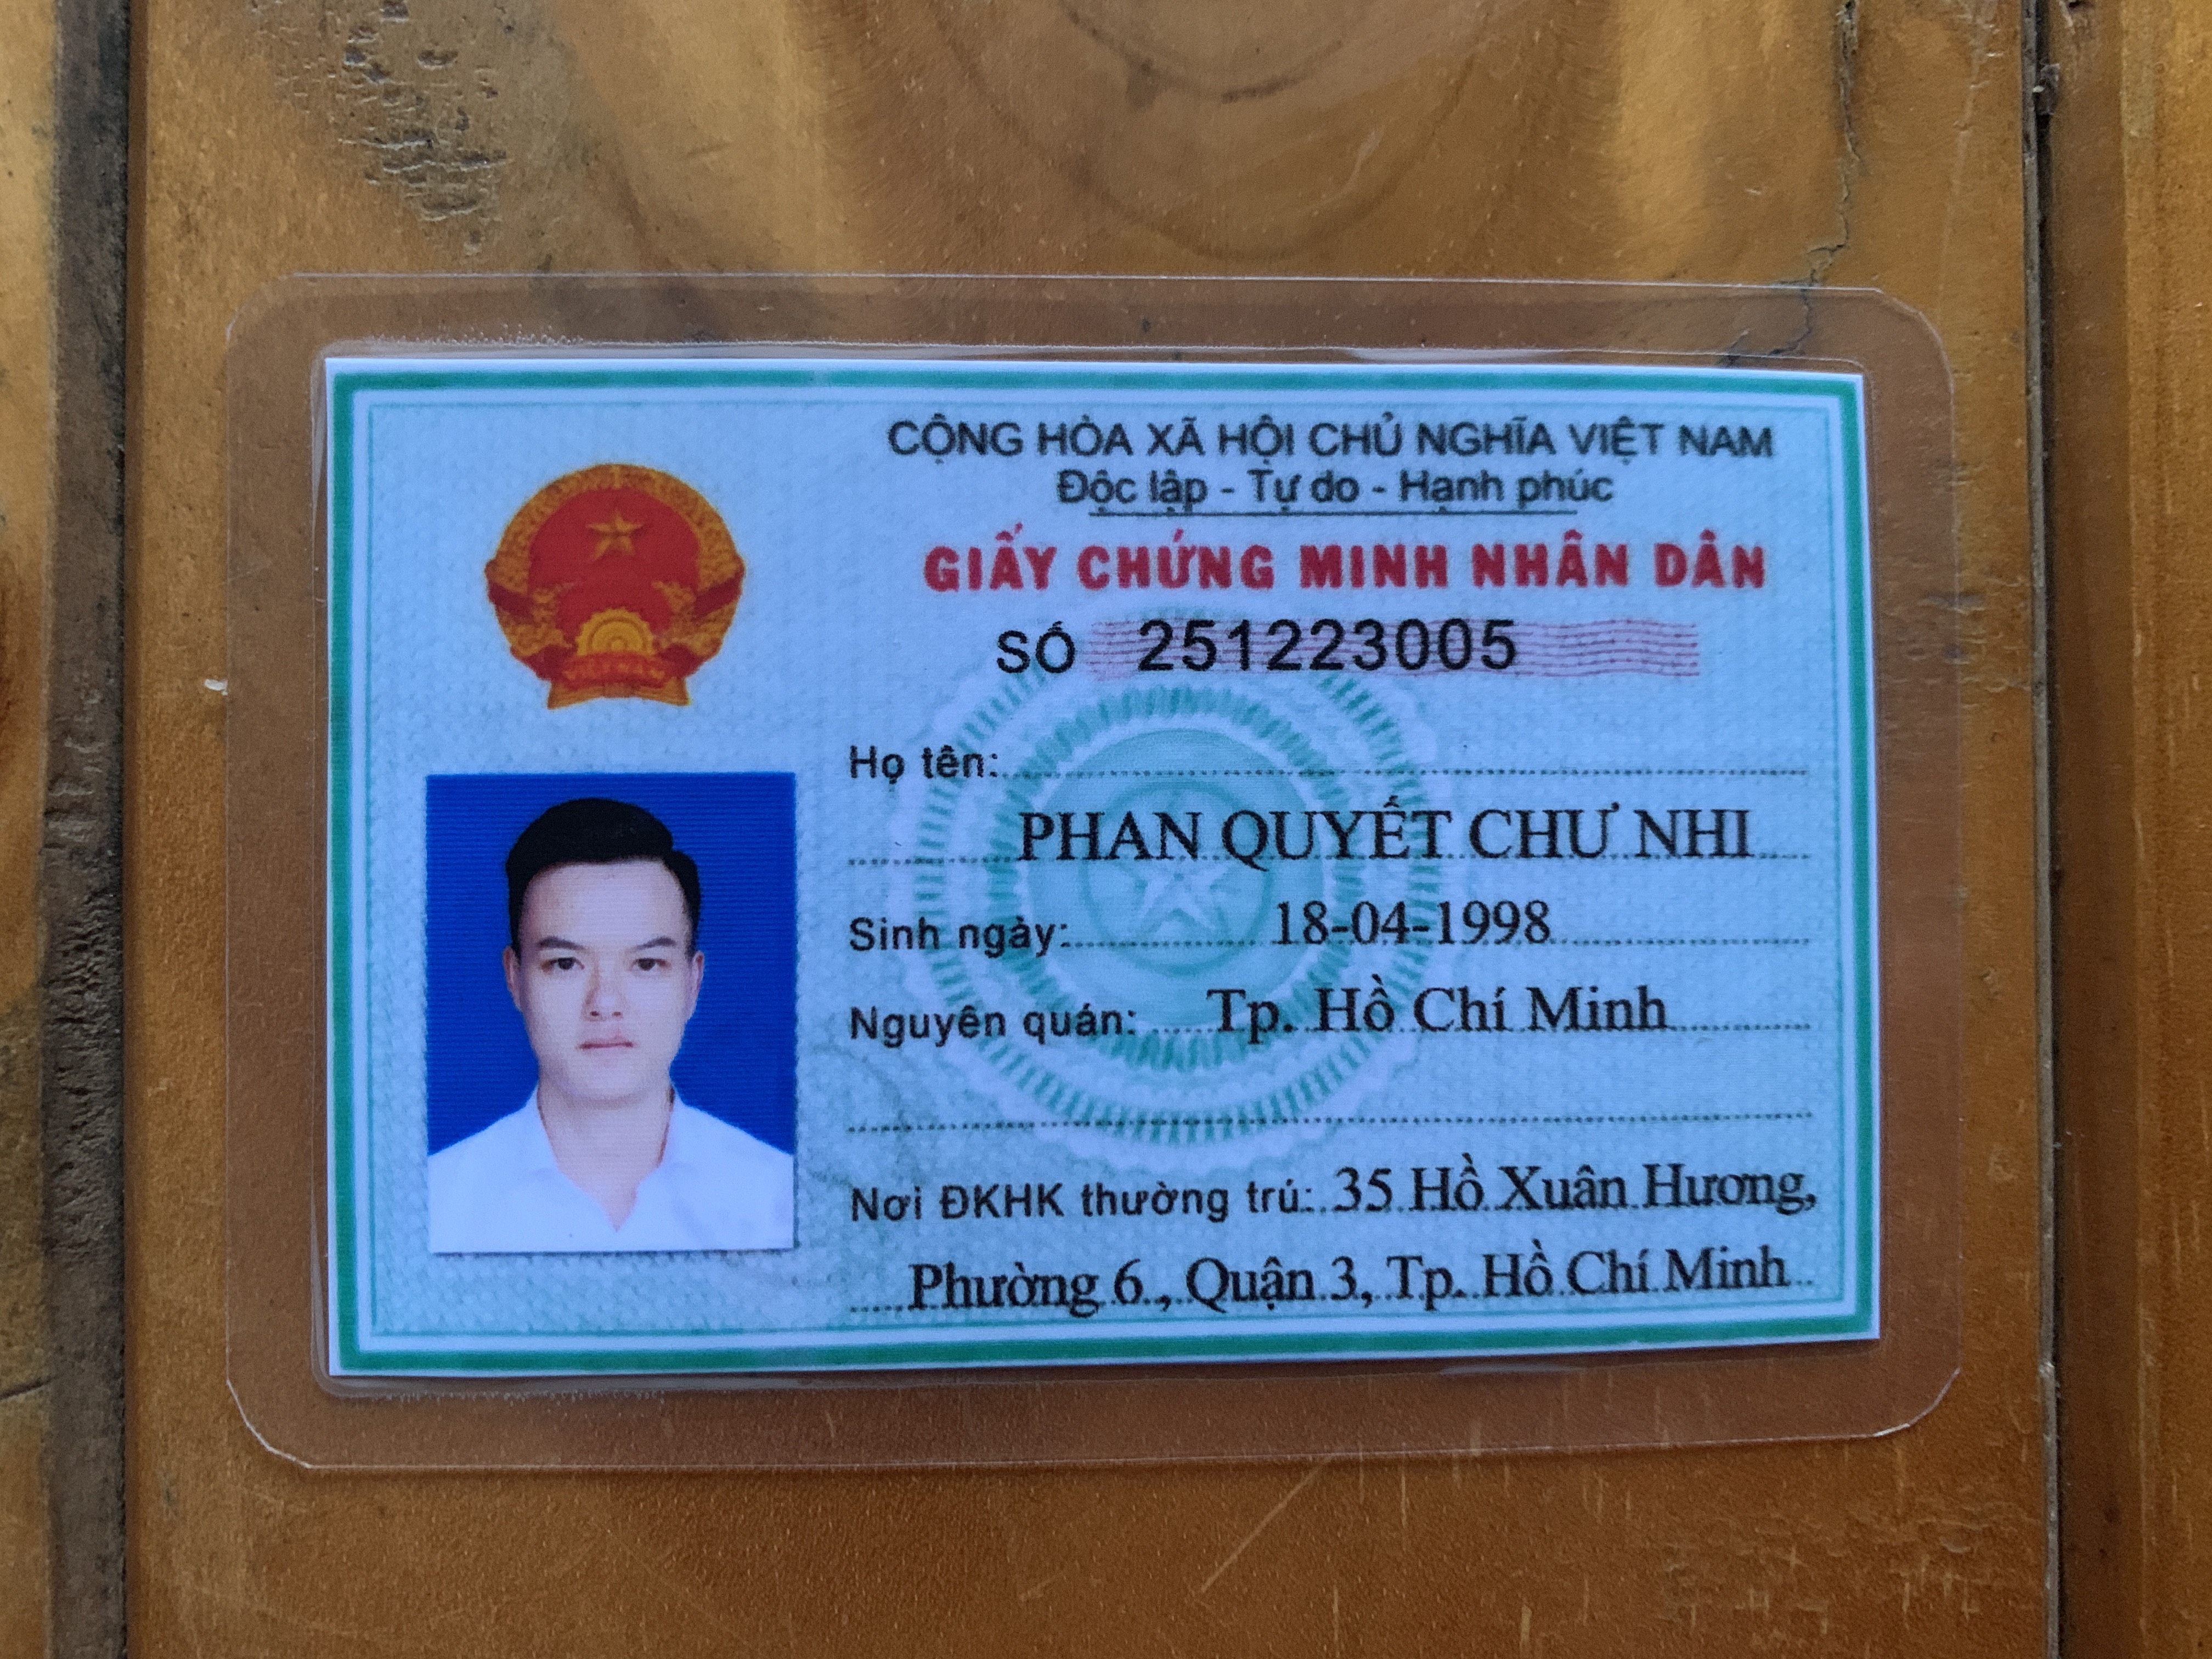 CỘNG HÒA XÃ HỘI CHỦ NGHĨA VIỆT NAM
Độc lập - Tự do - Hạnh phúc
GIẤY CHỨNG MINH NHÂN DÂN
SỐ 251223005
VIỆT NAM
Họ tên:
PHAN QUYẾT CHƯ NHI
Sinh ngày: 18-04-1998
Nguyên quán: Tp. Hồ Chí Minh
Nơi ĐKHK thường trú: 35 Hồ Xuân Hương,
Phường 6 , Quận 3, Tp. Hồ Chí Minh